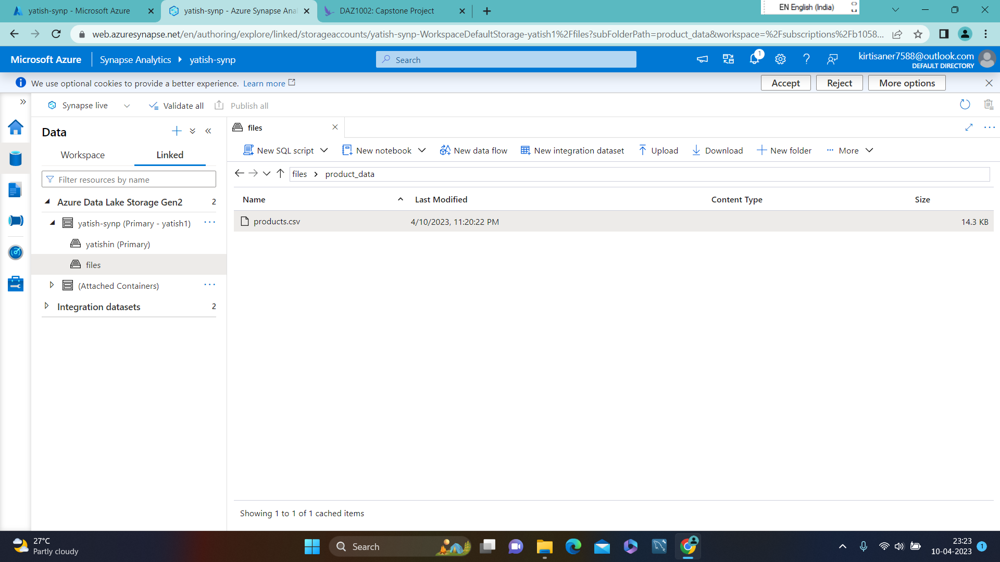 yatish-synp - Microsoft Azure
yatish-synp - Azure Synapse Anal
DAZ1002: Capstone Project
EN English (India)
web.azuresynapse.net/en/authoring/explore/linked/storageaccounts/yatish-synp-WorkspaceDefaultStorage-yatish1%2Ffiles?subFolderPath=product_data&workspace=%2Fsubscriptions%2Fb1058...
Microsoft Azure
Synapse Analytics
yatish-synp
Search
1
kirtisaner7588@outlook.com
DEFAULT DIRECTORY
We use optional cookies to provide a better experience. Learn more
Accept
Reject
More options
Synapse live
Validate all
Publish all
Data
files
Workspace
Linked
New SQL script
New notebook
New data flow
New integration dataset
Upload
Download
New folder
More
Filter resources by name
files
product_data
Azure Data Lake Storage Gen2 2
Name
Last Modified
Content Type
Size
yatish-synp (Primary - yatish1)
products.csv
4/10/2023, 11:20:22 PM
14.3 KB
yatishin (Primary)
files
(Attached Containers)
Integration datasets 2
Showing 1 to 1 of 1 cached items
27°C
Partly cloudy
Search
23:23
10-04-2023
1